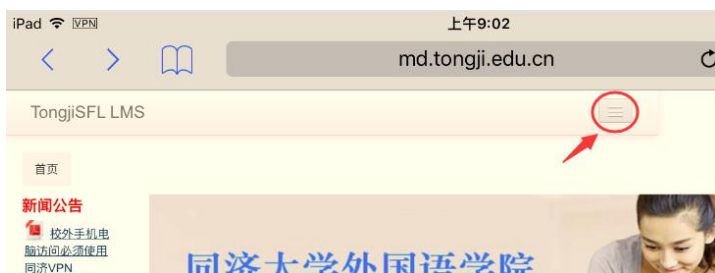 iPad VPN 上午9:02
md.tongji.edu.cn
TongjiSFL LMS
首页
新闻公告
校外手机电
脑访问必须使用
同济VPN
同济大学外国语学院